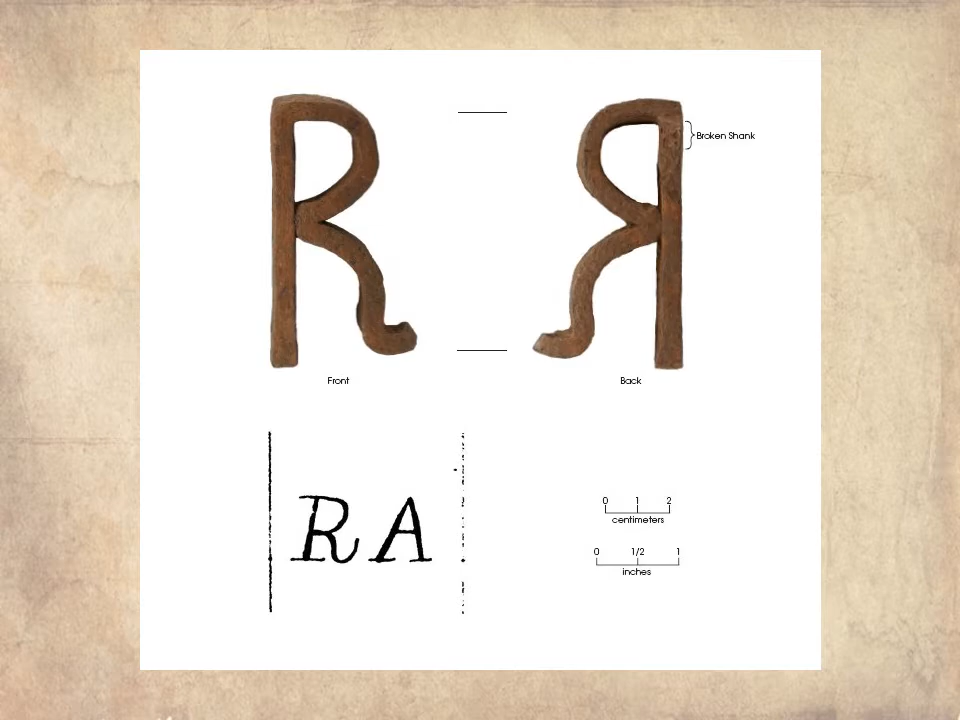 R
Broken Shank
Front
Back
RA
0 1 2
centimeters
0 1/2 1
inches